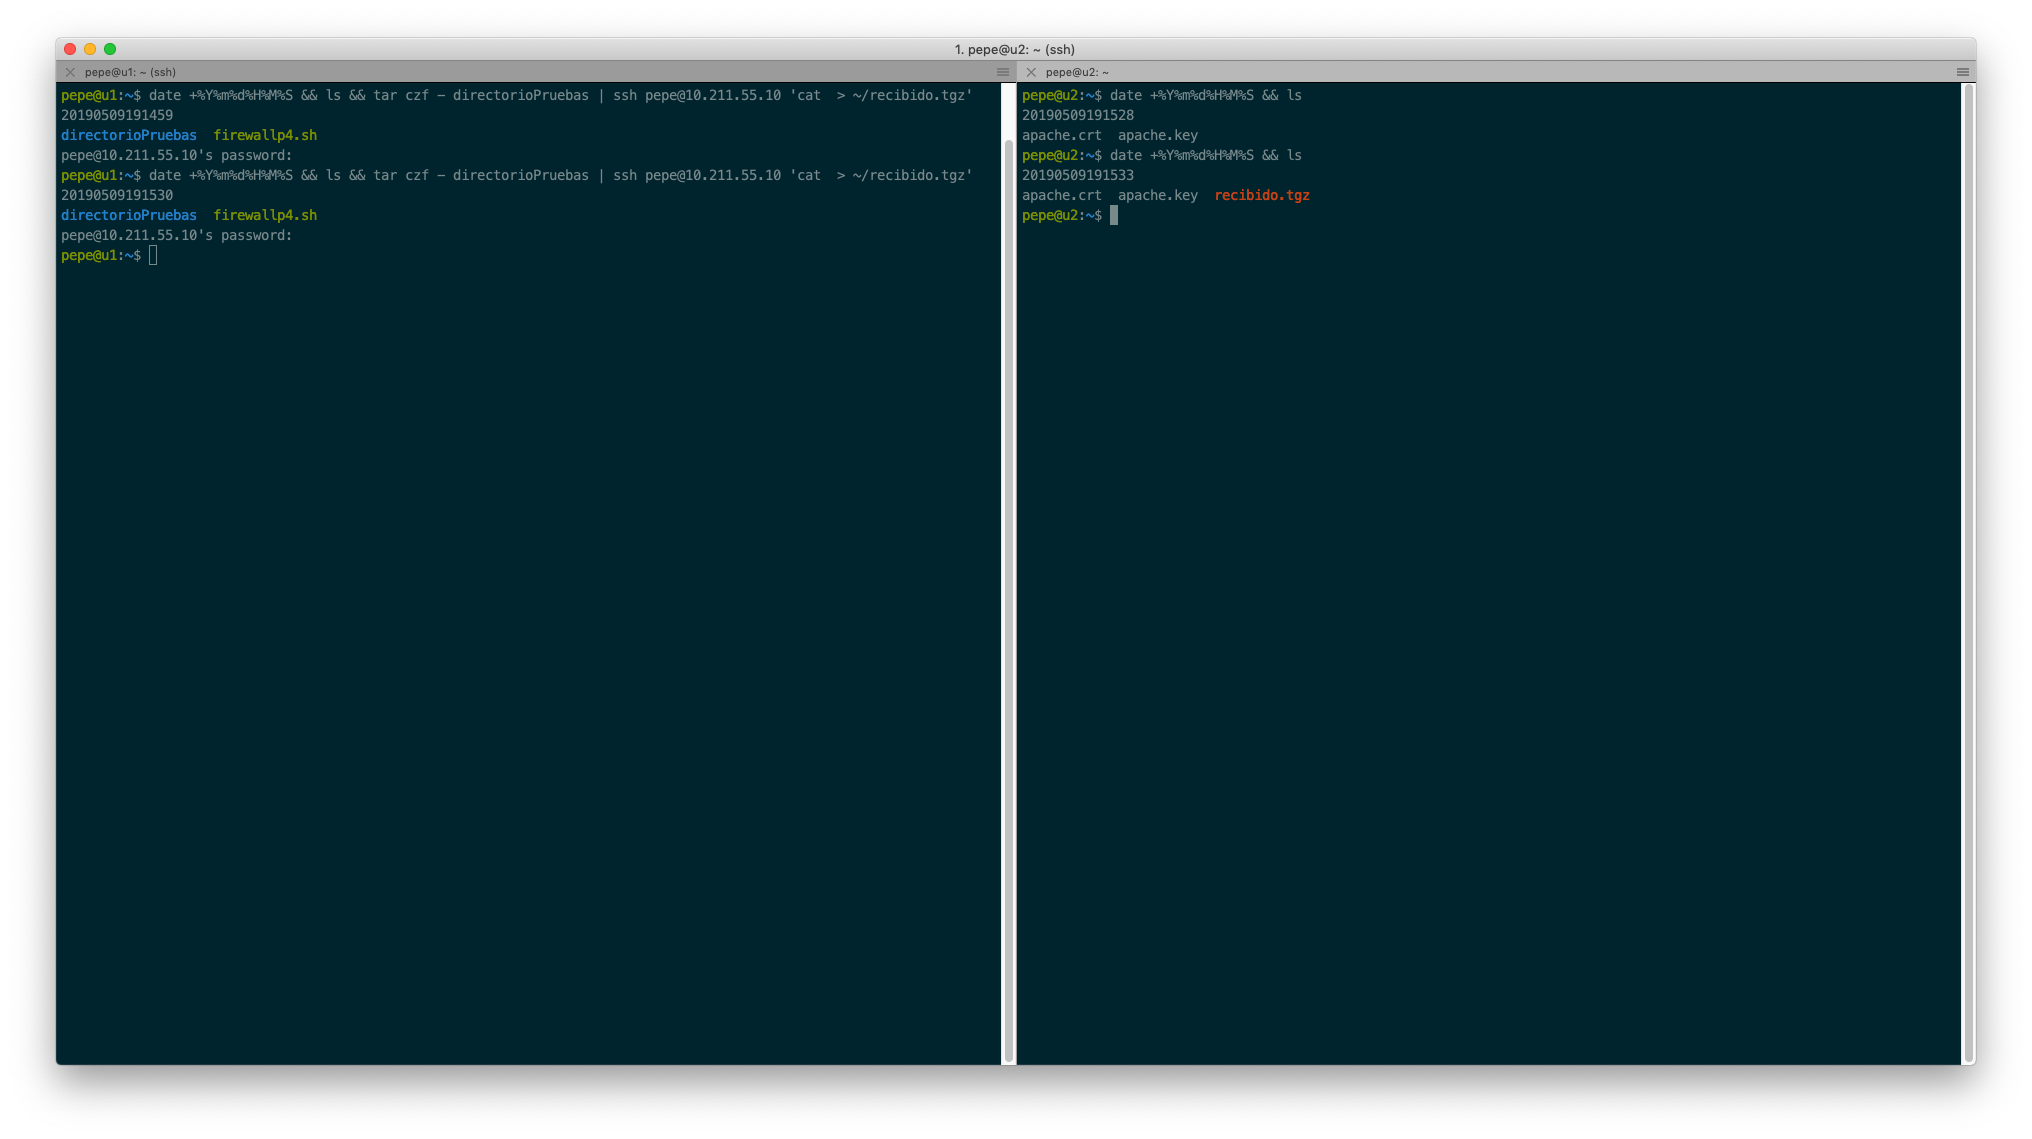 1. pepe@u2: ~ (ssh)
pepe@u1: ~ (ssh)
pepe@u1:~$ date +%Y%m%d%H%M%S && ls && tar czf - directorioPruebas | ssh pepe@10.211.55.10 'cat  > ~/recibido.tgz'
20190509191459
directorioPruebas  firewallp4.sh
pepe@10.211.55.10's password:
pepe@u1:~$ date +%Y%m%d%H%M%S && ls && tar czf - directorioPruebas | ssh pepe@10.211.55.10 'cat  > ~/recibido.tgz'
20190509191530
directorioPruebas  firewallp4.sh
pepe@10.211.55.10's password:
pepe@u1:~$
pepe@u2: ~
pepe@u2:~$ date +%Y%m%d%H%M%S && ls
20190509191528
apache.crt  apache.key
pepe@u2:~$ date +%Y%m%d%H%M%S && ls
20190509191533
apache.crt  apache.key  recibido.tgz
pepe@u2:~$